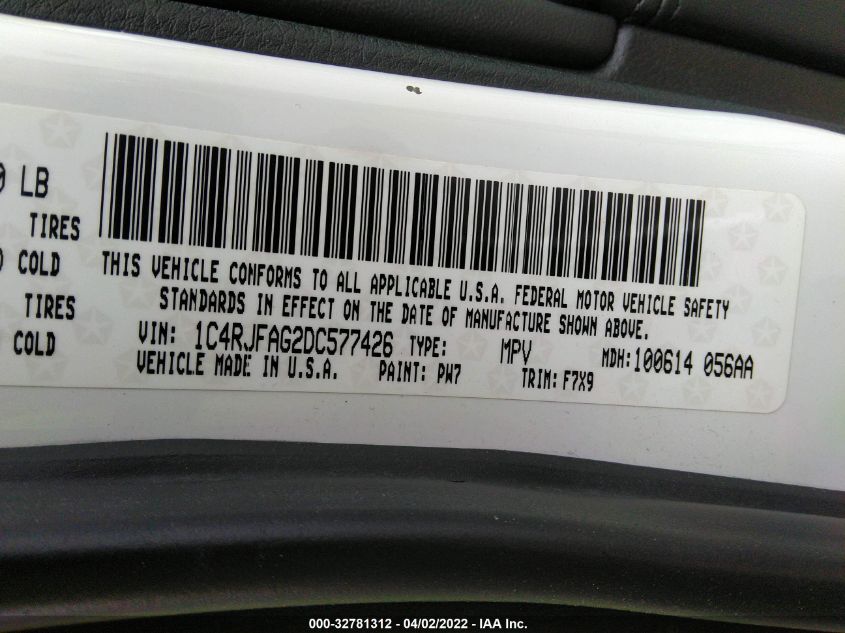 0 LB
TIRES
COLD
TIRES
COLD
THIS VEHICLE CONFORMS TO ALL APPLICABLE U.S.A. FEDERAL MOTOR VEHICLE SAFETY
STANDARDS IN EFFECT ON THE DATE OF MANUFACTURE SHOWN ABOVE.
VIN: 1C4RJFAG2DC577426 TYPE: MPV MDH:100614 056AA
VEHICLE MADE IN U.S.A. PAINT: PW7 TRIM: F7X9
000-32781312 - 04/02/2022 - IAA Inc.